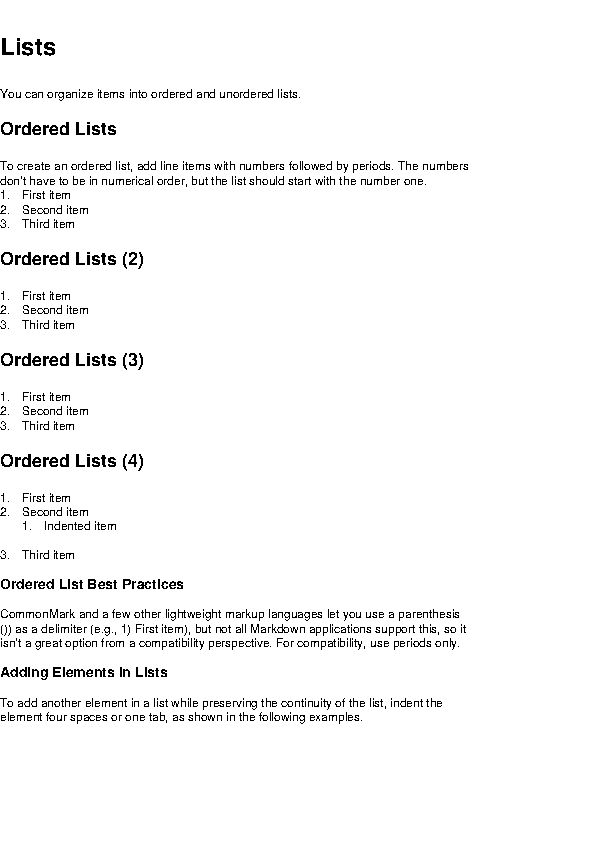 Lists
You can organize items into ordered and unordered lists.
Ordered Lists
To create an ordered list, add line items with numbers followed by periods. The numbers
don't have to be in numerical order, but the list should start with the number one.
1. First item
2. Second item
3. Third item
Ordered Lists (2)
1. First item
2. Second item
3. Third item
Ordered Lists (3)
1. First item
2. Second item
3. Third item
Ordered Lists (4)
1. First item
2. Second item
1. Indented item
3. Third item
Ordered List Best Practices
CommonMark and a few other lightweight markup languages let you use a parenthesis
()) as a delimiter (e.g., 1) First item), but not all Markdown applications support this, so it
isn't a great option from a compatibility perspective. For compatibility, use periods only.
Adding Elements in Lists
To add another element in a list while preserving the continuity of the list, indent the
element four spaces or one tab, as shown in the following examples.